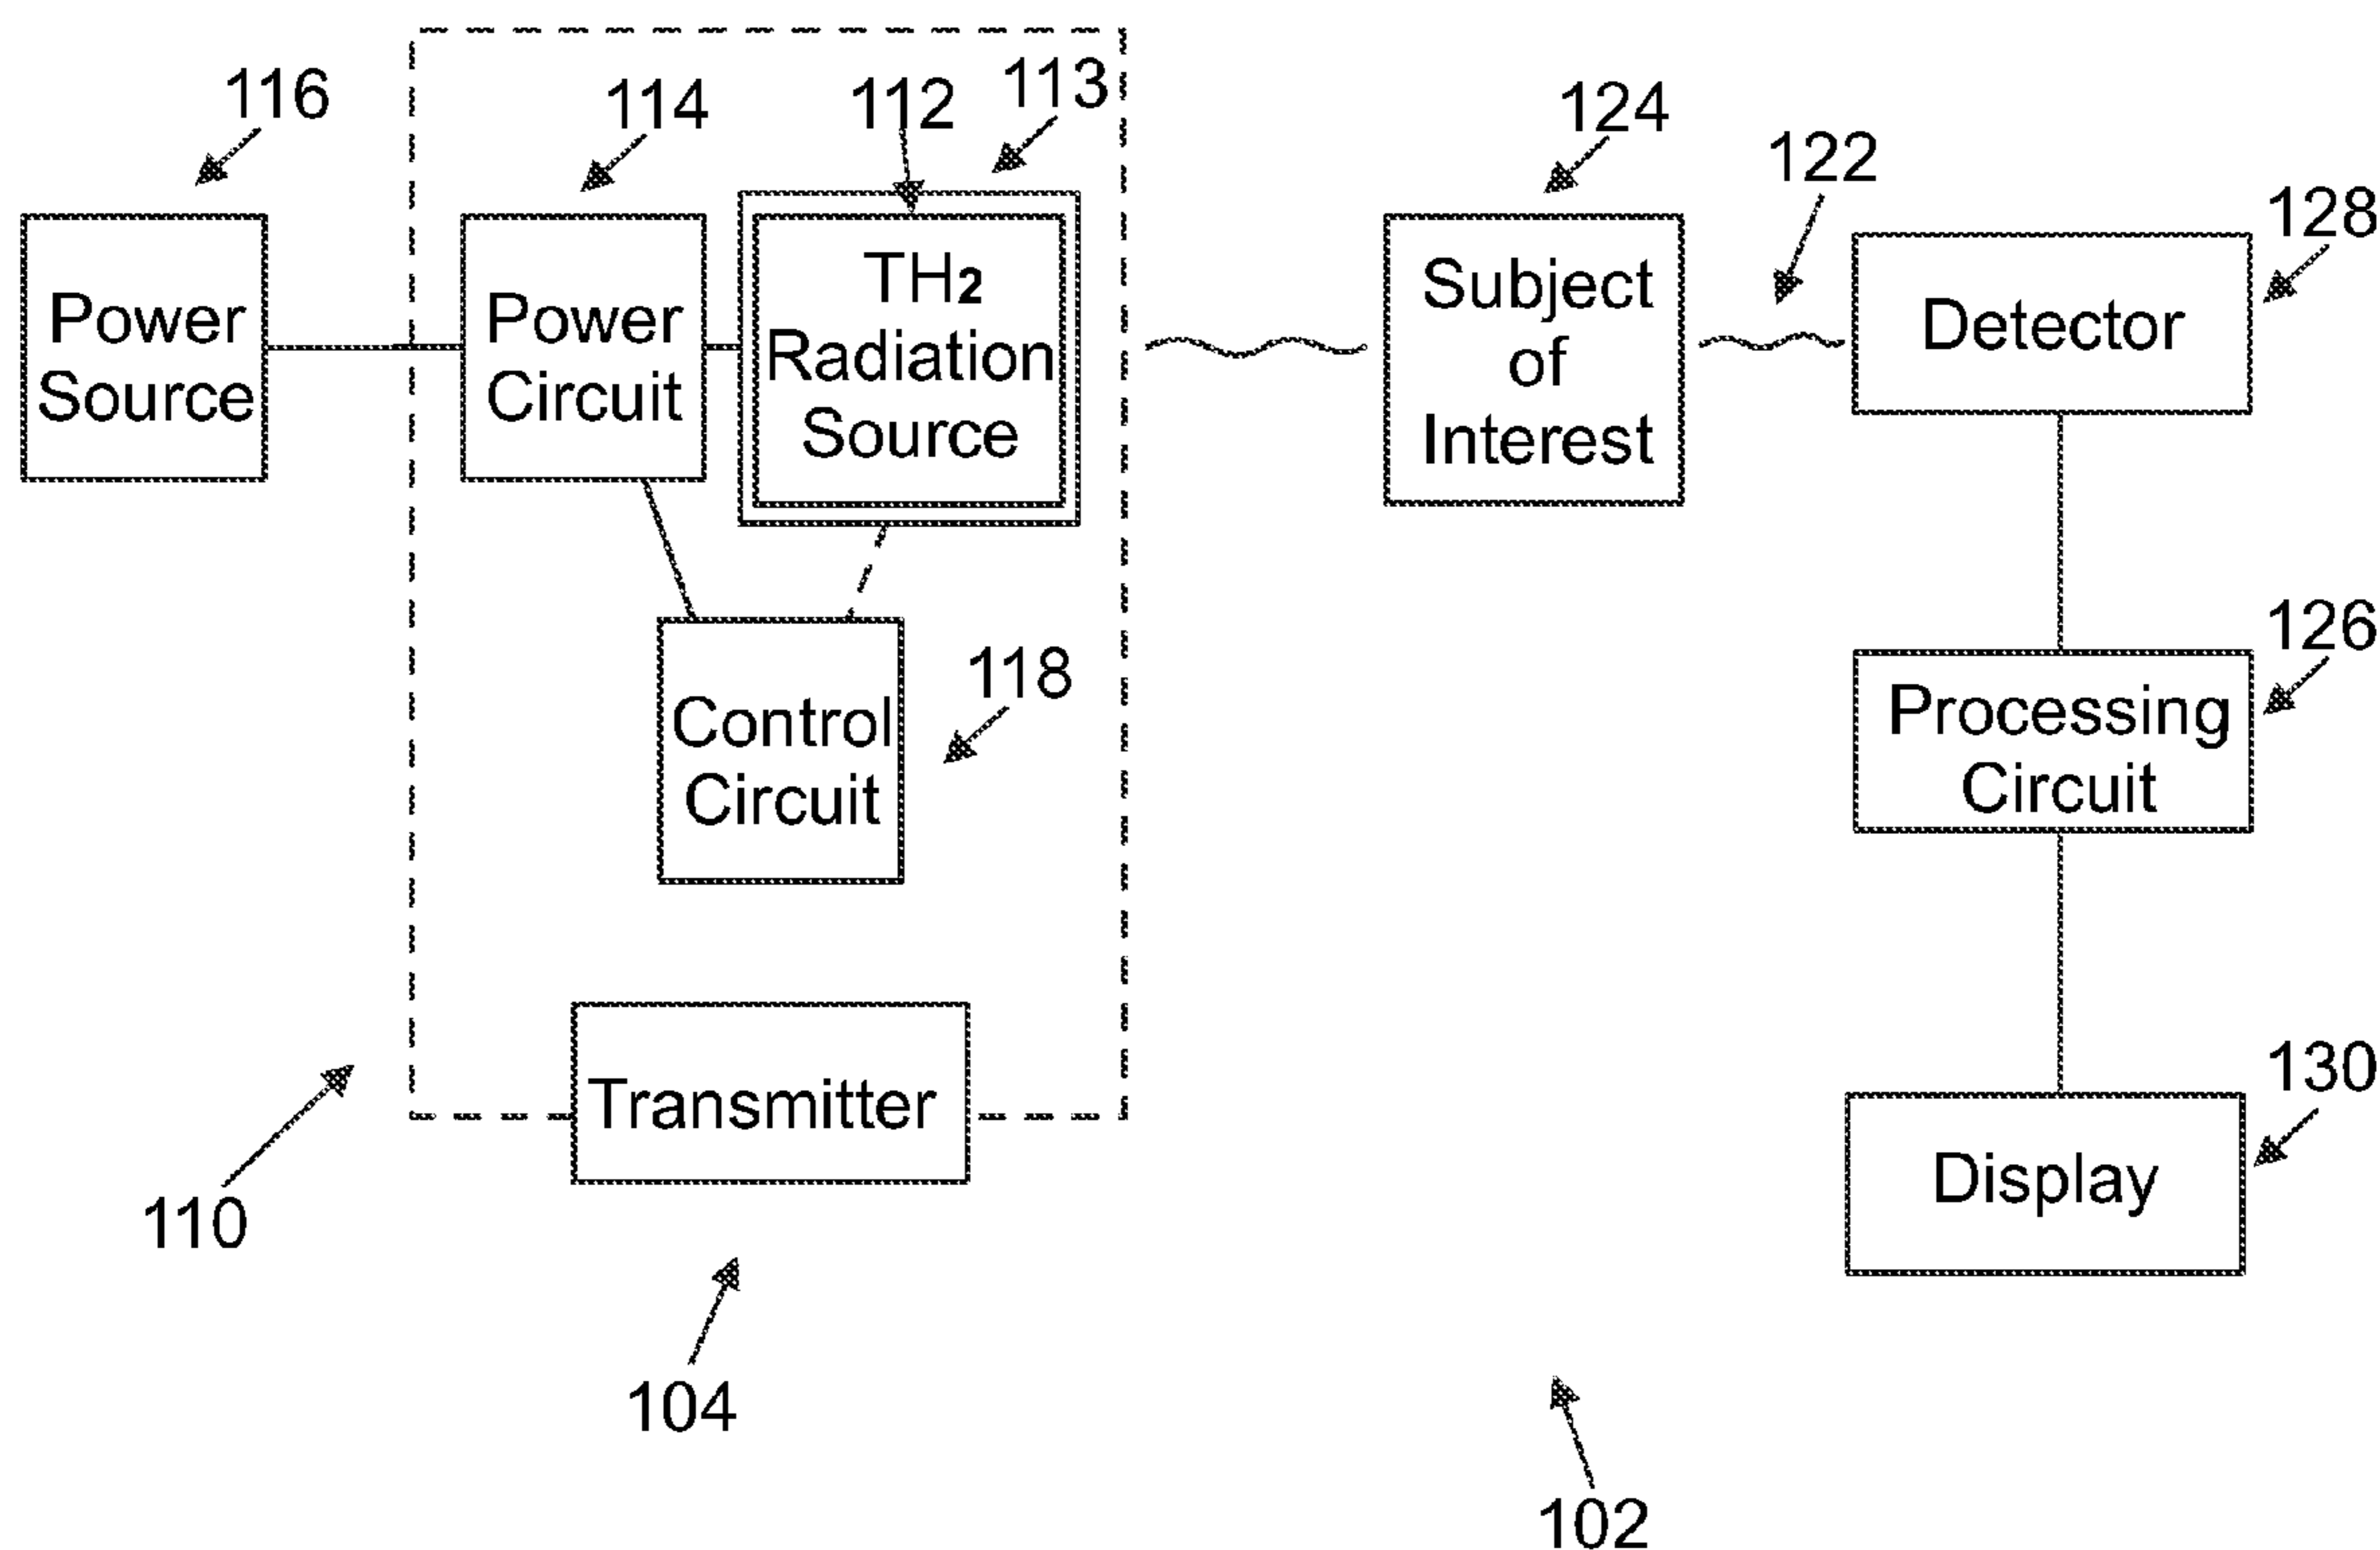 116
114
112
113
124
122
128
Power
Source
Power
Circuit
TH2
Radiation
Source
Subject
of
Interest
Detector
Control
Circuit
118
126
Processing
Circuit
Transmitter
130
Display
110
104
102